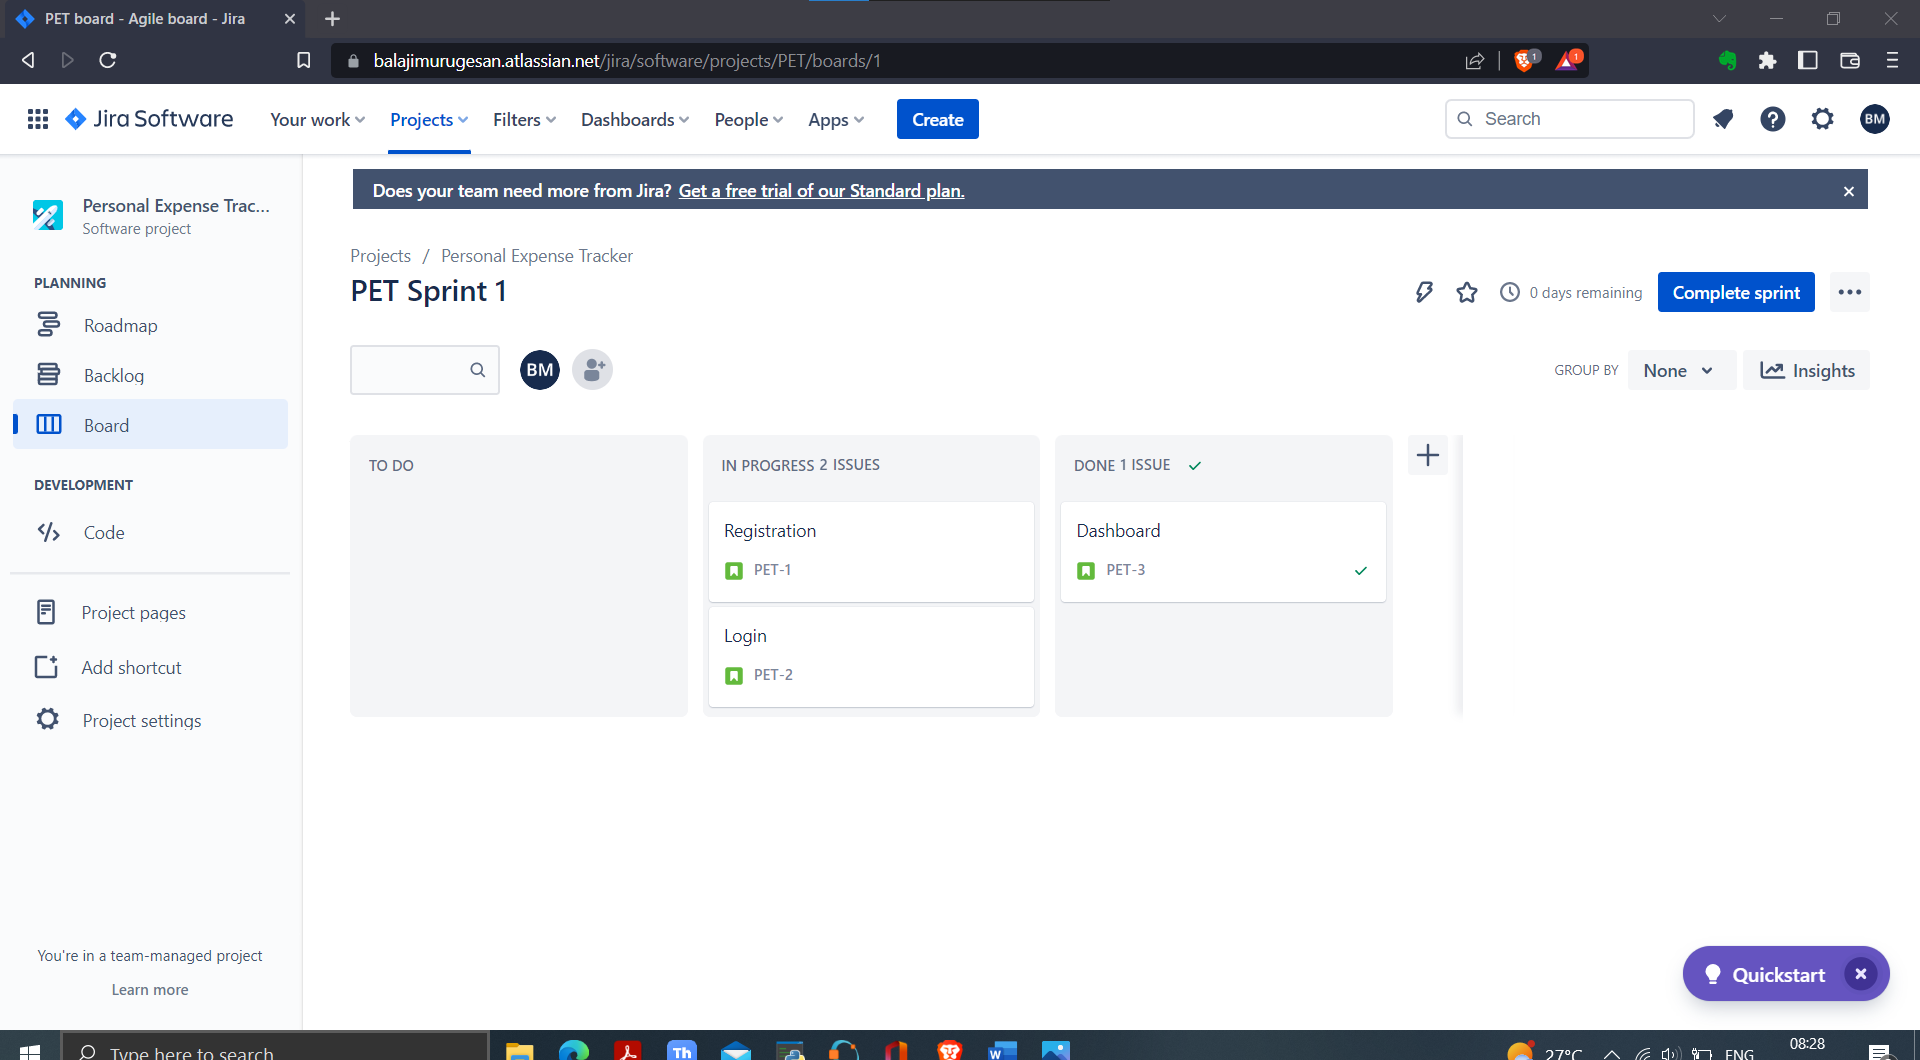 PET board - Agile board - Jira
balajimurugesan.atlassian.net/jira/software/projects/PET/boards/1
1
1
Jira Software
Your work
Projects
Filters
Dashboards
People
Apps
Create
Search
BM
Personal Expense Trac...
Software project
Does your team need more from Jira? Get a free trial of our Standard plan.
Projects / Personal Expense Tracker
PET Sprint 1
0 days remaining
Complete sprint
PLANNING
Roadmap
Backlog
Board
DEVELOPMENT
Code
Project pages
Add shortcut
Project settings
BM
GROUP BY
None
Insights
TO DO
IN PROGRESS 2 ISSUES
DONE 1 ISSUE
Registration
PET-1
Login
PET-2
Dashboard
PET-3
You're in a team-managed project
Learn more
Quickstart
Type here to search
Th
W
27°C
ENG
08:28